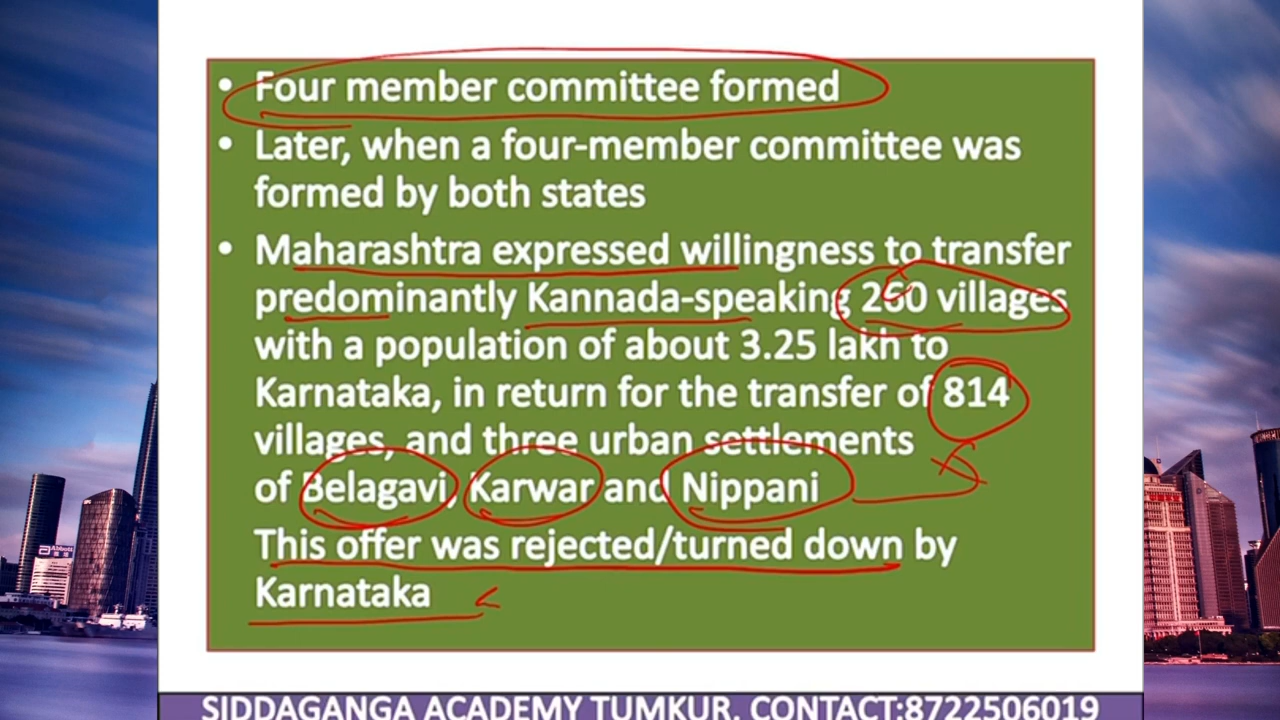 • Four member committee formed
• Later, when a four-member committee was
formed by both states
• Maharashtra expressed willingness to transfer
predominantly Kannada-speaking 260 villages
with a population of about 3.25 lakh to
Karnataka, in return for the transfer of 814
villages, and three urban settlements
of Belagavi, Karwar and Nippani
This offer was rejected/turned down by
Karnataka
Abbott
SIDDAGANGA ACADEMY TUMKUR. CONTACT:8722506019